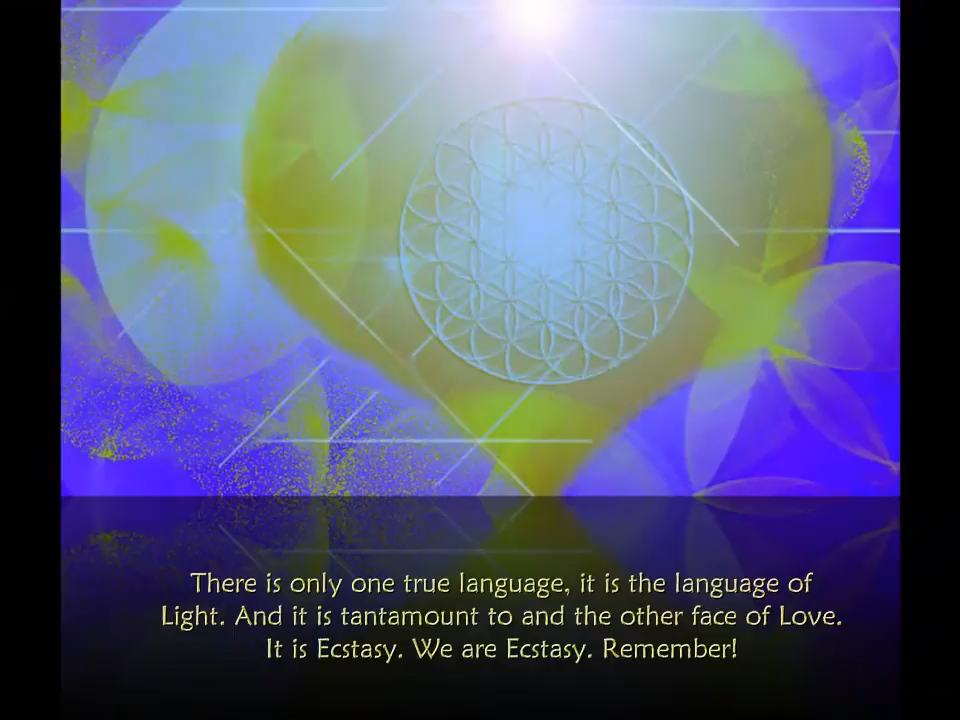 There is only one true language, it is the language of
Light. And it is tantamount to and the other face of Love.
It is Ecstasy. We are Ecstasy. Remember!